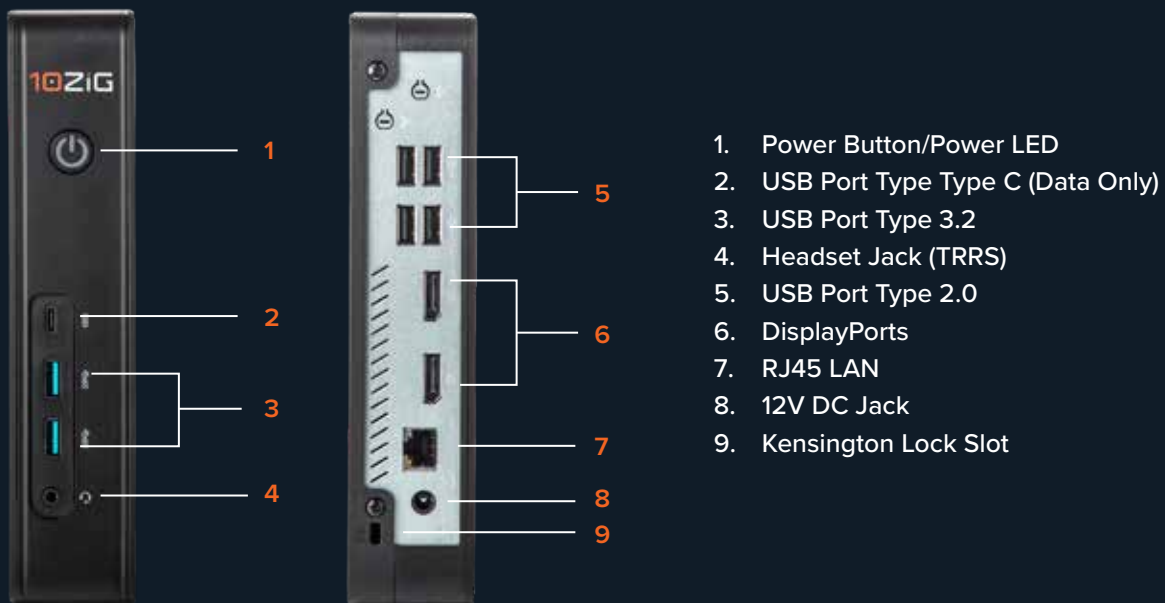 10ZiG
1
2
3
4
5
6
7
8
9
1. Power Button/Power LED
2. USB Port Type Type C (Data Only)
3. USB Port Type 3.2
4. Headset Jack (TRRS)
5. USB Port Type 2.0
6. DisplayPorts
7. RJ45 LAN
8. 12V DC Jack
9. Kensington Lock Slot